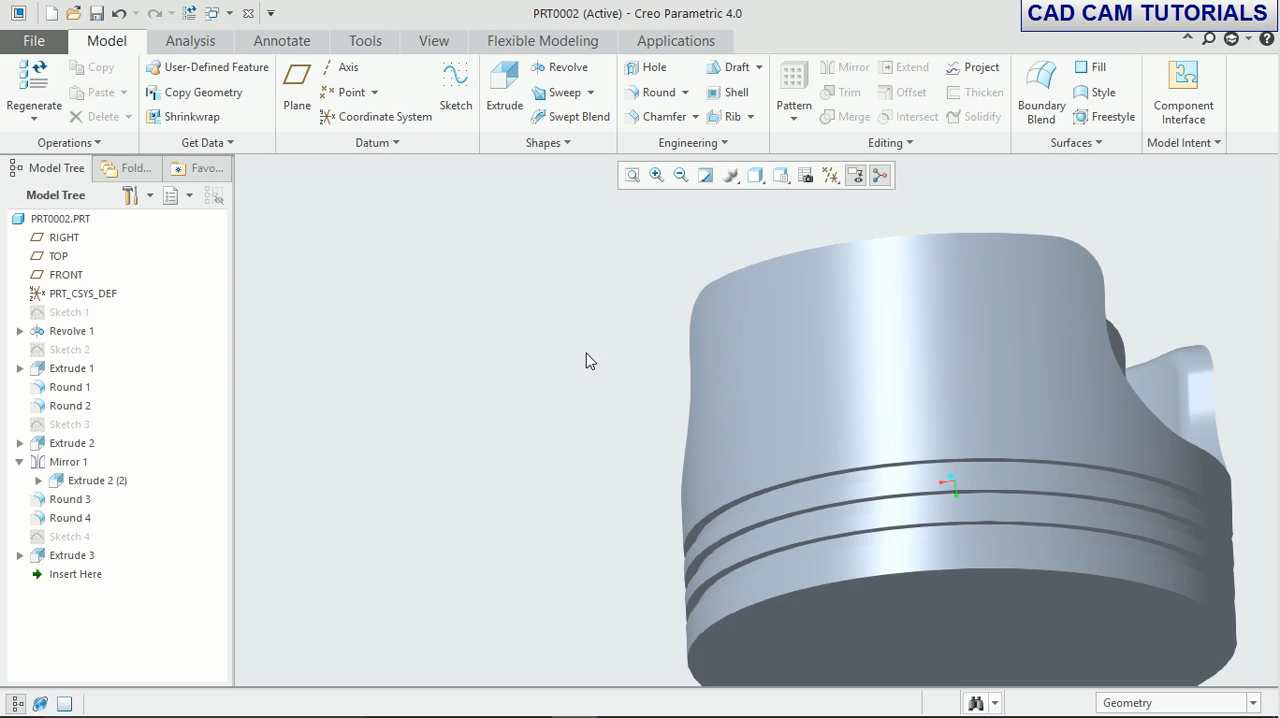 PRT0002 (Active) - Creo Parametric 4.0
CAD CAM TUTORIALS
File Model Analysis Annotate Tools View Flexible Modeling Applications
Regenerate
Copy
Paste
Delete
Operations
User-Defined Feature
Copy Geometry
Shrinkwrap
Get Data
Plane
Axis
Point
Coordinate System
Sketch
Datum
Extrude
Revolve
Sweep
Swept Blend
Shapes
Hole
Round
Chamfer
Draft
Shell
Rib
Engineering
Pattern
Mirror
Trim
Merge
Extend
Offset
Intersect
Project
Thicken
Solidify
Editing
Boundary
Blend
Fill
Style
Freestyle
Surfaces
Component
Interface
Model Intent
Model Tree Fold... Favo...
Model Tree
PRT0002.PRT
RIGHT
TOP
FRONT
PRT_CSYS_DEF
Sketch 1
Revolve 1
Sketch 2
Extrude 1
Round 1
Round 2
Sketch 3
Extrude 2
Mirror 1
Extrude 2 (2)
Round 3
Round 4
Sketch 4
Extrude 3
Insert Here
Geometry